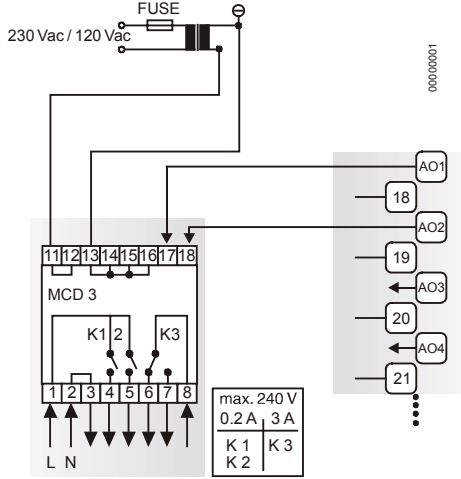 FUSE
230 Vac / 120 Vac
00000001
AO1
18
AO2
19
AO3
20
AO4
21
11 12 13 14 15 16 17 18
MCD 3
K1 2 K3
1 2 3 4 5 6 7 8
L N
max. 240 V
0.2 A 3 A
K 1 K 3
K 2